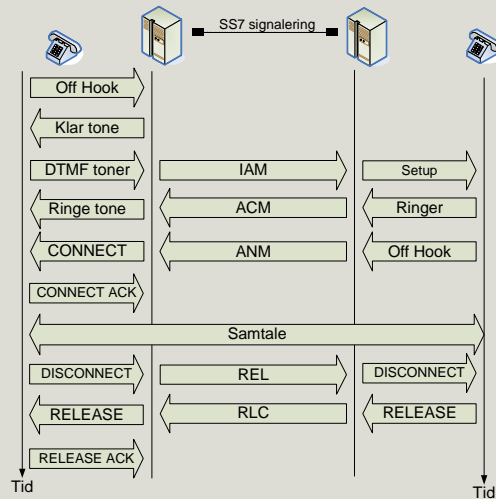 SS7 signalering
Off Hook
Klar tone
DTMF toner IAM Setup
Ringe tone ACM Ringer
CONNECT ANM Off Hook
CONNECT ACK
Samtale
DISCONNECT REL DISCONNECT
RELEASE RLC RELEASE
RELEASE ACK
Tid Tid